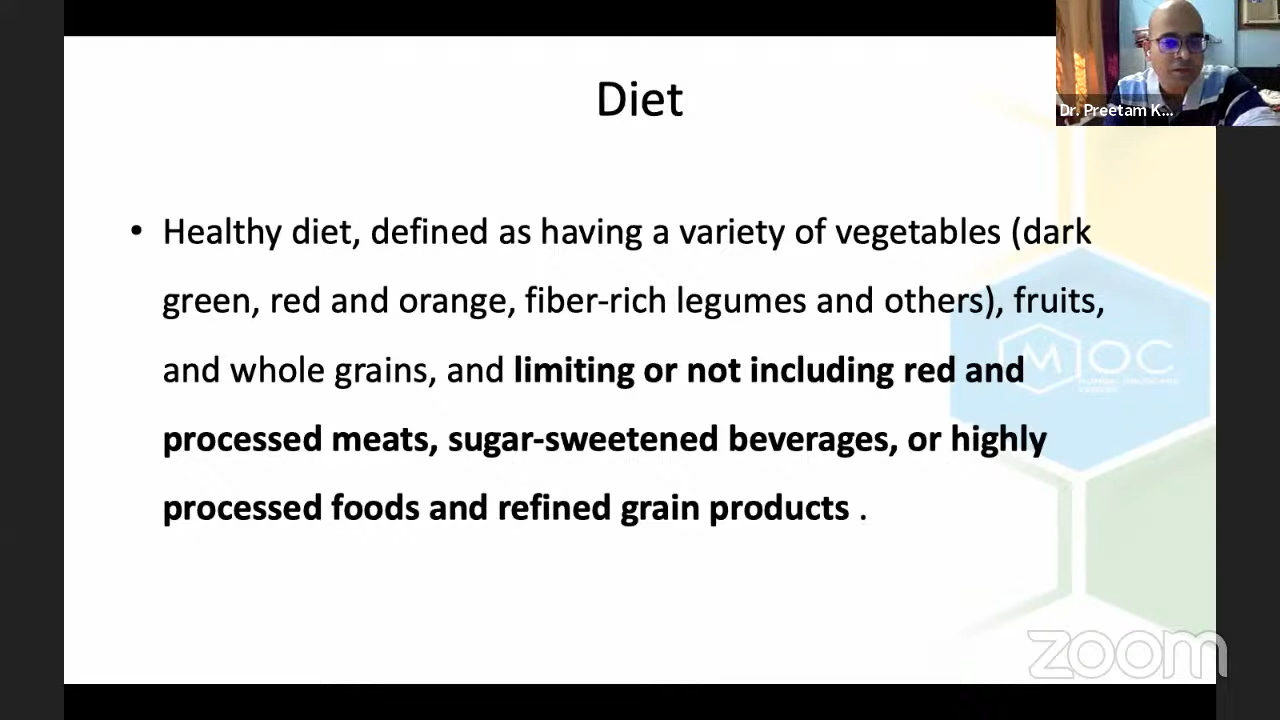 Diet
Dr. Preetam K...
• Healthy diet, defined as having a variety of vegetables (dark
green, red and orange, fiber-rich legumes and others), fruits,
and whole grains, and limiting or not including red and
processed meats, sugar-sweetened beverages, or highly
processed foods and refined grain products .
MOC
zoom